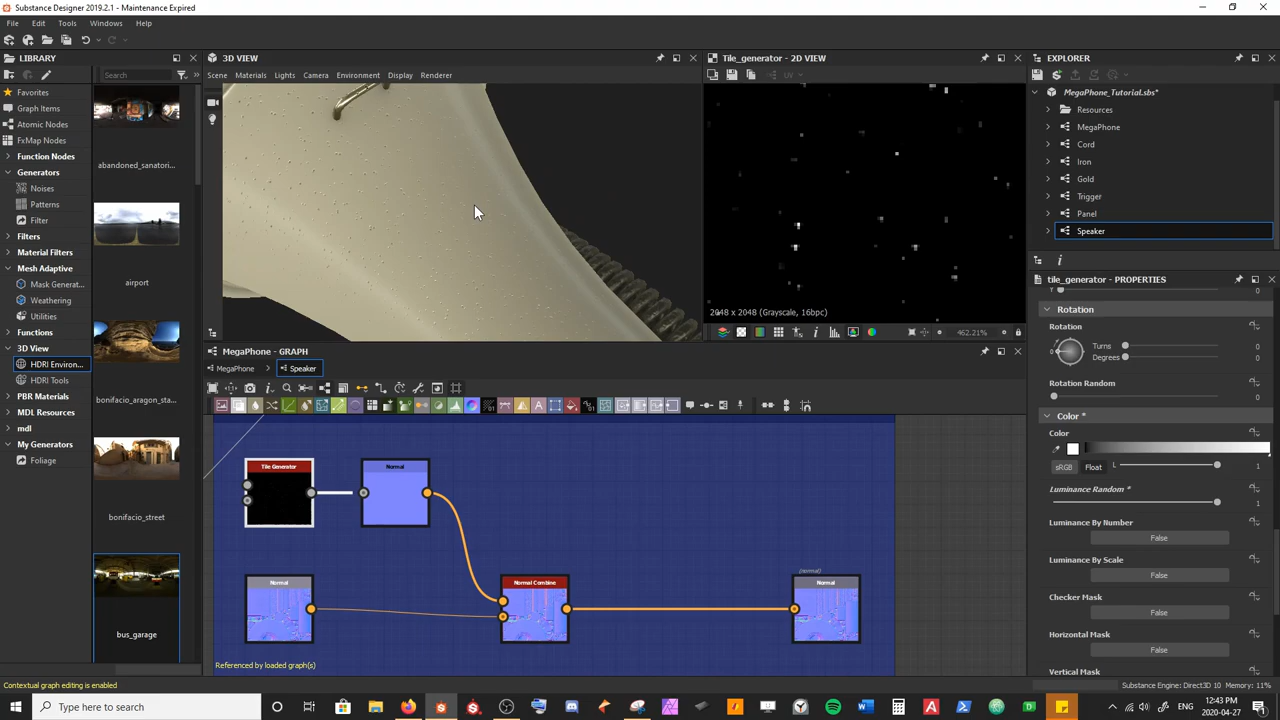 Substance Designer 2019.2.1 - Maintenance Expired
File Edit Tools Windows Help
LIBRARY
Search
Favorites
Graph Items
Atomic Nodes
FxMap Nodes
Function Nodes
Generators
Noises
Patterns
Filter
Filters
Material Filters
Mesh Adaptive
Mask Generat...
Weathering
Utilities
Functions
3D View
HDRI Environ...
HDRI Tools
PBR Materials
MDL Resources
mdl
My Generators
Foliage
abandoned_sanatori...
airport
bonifacio_aragon_sta...
bonifacio_street
bus_garage
3D VIEW
Scene Materials Lights Camera Environment Display Renderer
Tile_generator - 2D VIEW
UV
2048 x 2048 (Grayscale, 16bpc)
462.21%
MegaPhone - GRAPH
MegaPhone > Speaker
Tile Generator
Normal
Normal
Normal Combine
(normal)
Normal
Referenced by loaded graph(s)
EXPLORER
MegaPhone_Tutorial.sbs*
Resources
MegaPhone
Cord
Iron
Gold
Trigger
Panel
Speaker
tile_generator - PROPERTIES
Y 0
Rotation
Rotation
Turns 0
Degrees 0
Rotation Random
0
Color *
Color
sRGB Float L 1
Luminance Random *
1
Luminance By Number
False
Luminance By Scale
False
Checker Mask
False
Horizontal Mask
False
Vertical Mask
Contextual graph editing is enabled
Substance Engine: Direct3D 10 Memory: 11%
Type here to search
12:43 PM
2020-04-27